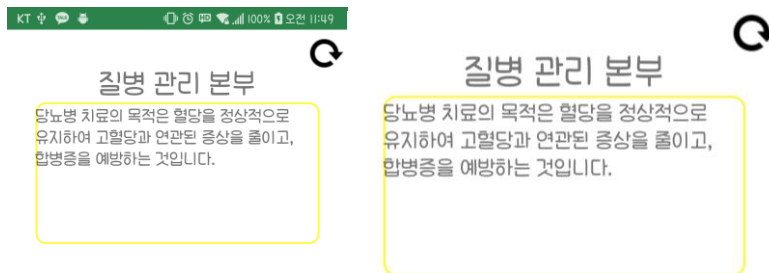 KT 100% 오전 11:49
질병 관리 본부
당뇨병 치료의 목적은 혈당을 정상적으로
유지하여 고혈당과 연관된 증상을 줄이고,
합병증을 예방하는 것입니다.
질병 관리 본부
당뇨병 치료의 목적은 혈당을 정상적으로
유지하여 고혈당과 연관된 증상을 줄이고,
합병증을 예방하는 것입니다.